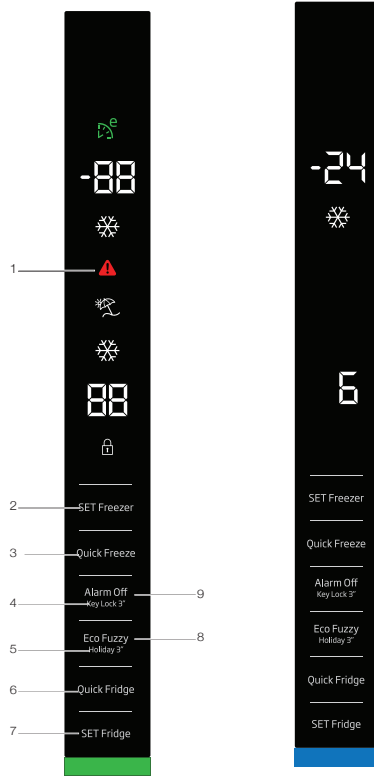 e
-88
1
88
2
SET Freezer
3
Quick Freeze
Alarm Off
9
4
Key Lock 3"
Eco Fuzzy
8
5
Holiday 3"
6
Quick Fridge
7
SET Fridge
-24
6
SET Freezer
Quick Freeze
Alarm Off
Key Lock 3"
Eco Fuzzy
Holiday 3"
Quick Fridge
SET Fridge